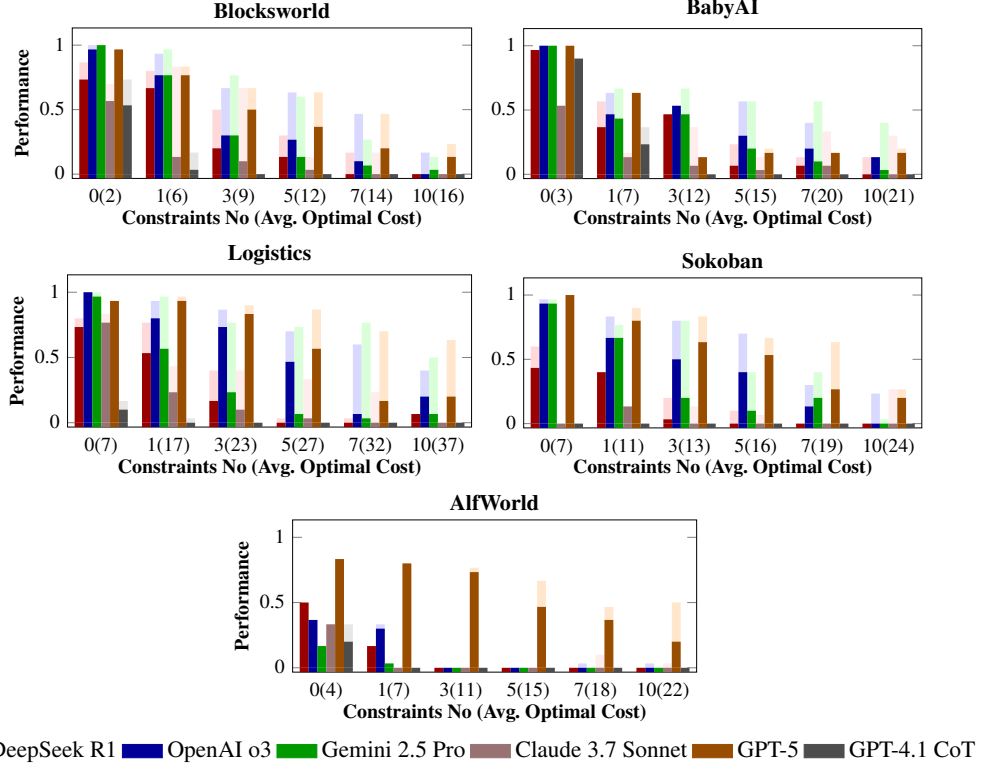 Blocksworld
Performance
1
0.5
0
0(2) 1(6) 3(9) 5(12) 7(14) 10(16)
Constraints No (Avg. Optimal Cost)
BabyAI
Performance
1
0.5
0
0(3) 1(7) 3(12) 5(15) 7(20) 10(21)
Constraints No (Avg. Optimal Cost)
Logistics
Performance
1
0.5
0
0(7) 1(17) 3(23) 5(27) 7(32) 10(37)
Constraints No (Avg. Optimal Cost)
Sokoban
Performance
1
0.5
0
0(7) 1(11) 3(13) 5(16) 7(19) 10(24)
Constraints No (Avg. Optimal Cost)
AlfWorld
Performance
1
0.5
0
0(4) 1(7) 3(11) 5(15) 7(18) 10(22)
Constraints No (Avg. Optimal Cost)
DeepSeek R1 OpenAI o3 Gemini 2.5 Pro Claude 3.7 Sonnet GPT-5 GPT-4.1 CoT